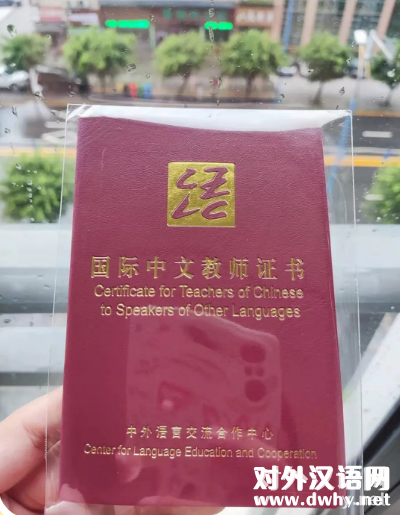 国际中文教师证书
Certificate for Teachers of Chinese
to Speakers of Other Languages
中外语言交流合作中心
Center for Language Education and Cooperation
对外汉语网
www.dwhy.net